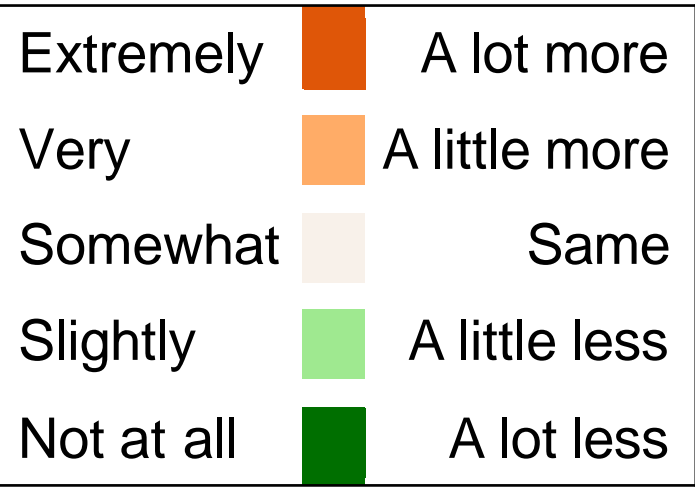 Extremely A lot more
Very A little more
Somewhat Same
Slightly A little less
Not at all A lot less